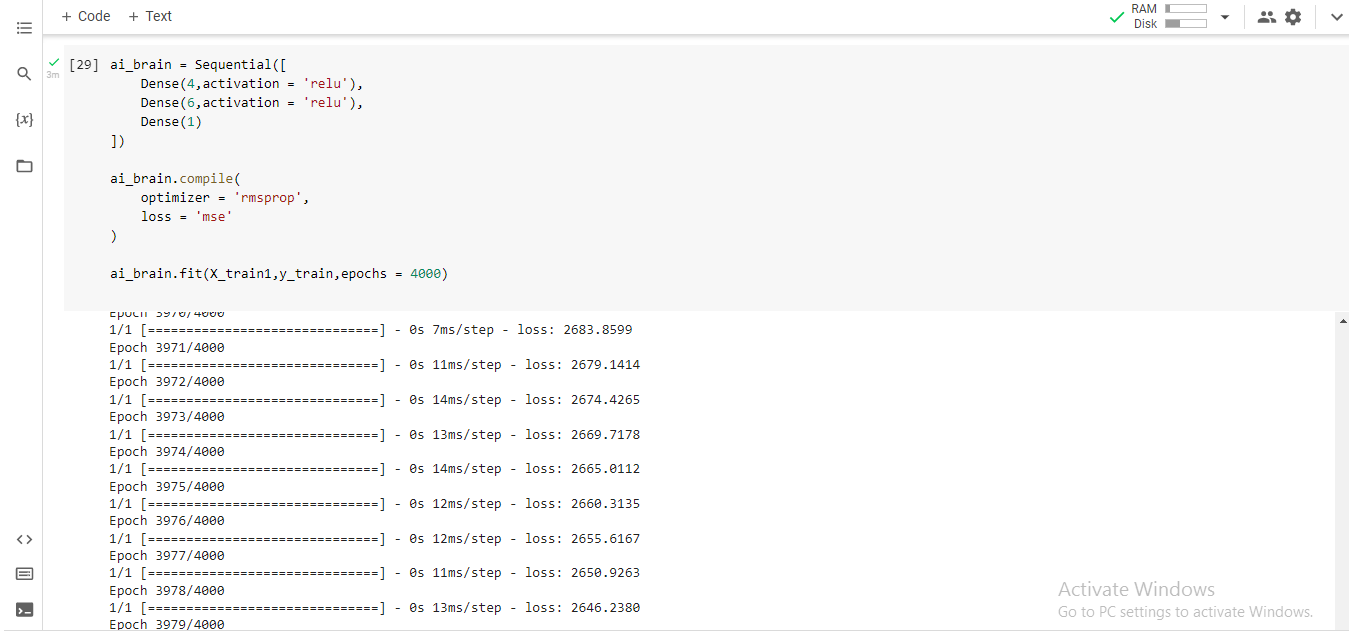 + Code + Text
RAM
Disk
3m
{x}
[29] ai_brain = Sequential([
    Dense(4,activation = 'relu'),
    Dense(6,activation = 'relu'),
    Dense(1)
])
ai_brain.compile(
    optimizer = 'rmsprop',
    loss = 'mse'
)
ai_brain.fit(X_train1,y_train,epochs = 4000)
Epoch 3970/4000
1/1 [==============================] - 0s 7ms/step - loss: 2683.8599
Epoch 3971/4000
1/1 [==============================] - 0s 11ms/step - loss: 2679.1414
Epoch 3972/4000
1/1 [==============================] - 0s 14ms/step - loss: 2674.4265
Epoch 3973/4000
1/1 [==============================] - 0s 13ms/step - loss: 2669.7178
Epoch 3974/4000
1/1 [==============================] - 0s 14ms/step - loss: 2665.0112
Epoch 3975/4000
1/1 [==============================] - 0s 12ms/step - loss: 2660.3135
Epoch 3976/4000
1/1 [==============================] - 0s 12ms/step - loss: 2655.6167
Epoch 3977/4000
1/1 [==============================] - 0s 11ms/step - loss: 2650.9263
Epoch 3978/4000
1/1 [==============================] - 0s 13ms/step - loss: 2646.2380
Epoch 3979/4000
Activate Windows
Go to PC settings to activate Windows.